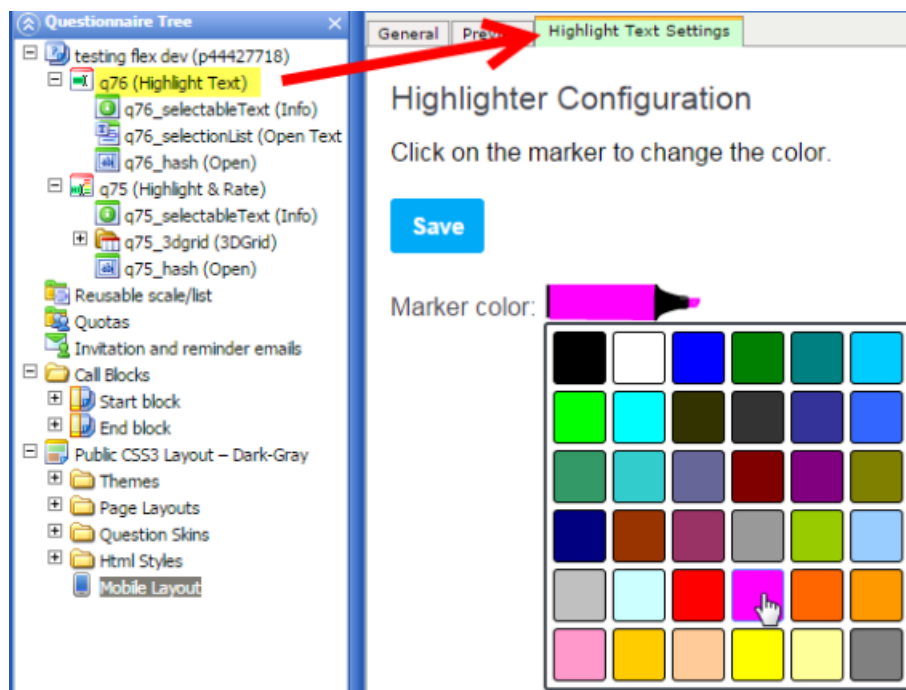 Questionnaire Tree
testing flex dev (p44427718)
q76 (Highlight Text)
q76_selectableText (Info)
q76_selectionList (Open Text
q76_hash (Open)
q75 (Highlight & Rate)
q75_selectableText (Info)
q75_3dgrid (3DGrid)
q75_hash (Open)
Reusable scale/list
Quotas
Invitation and reminder emails
Call Blocks
Start block
End block
Public CSS3 Layout – Dark-Gray
Themes
Page Layouts
Question Skins
Html Styles
Mobile Layout
General
Highlight Text Settings
Highlighter Configuration
Click on the marker to change the color.
Save
Marker color: